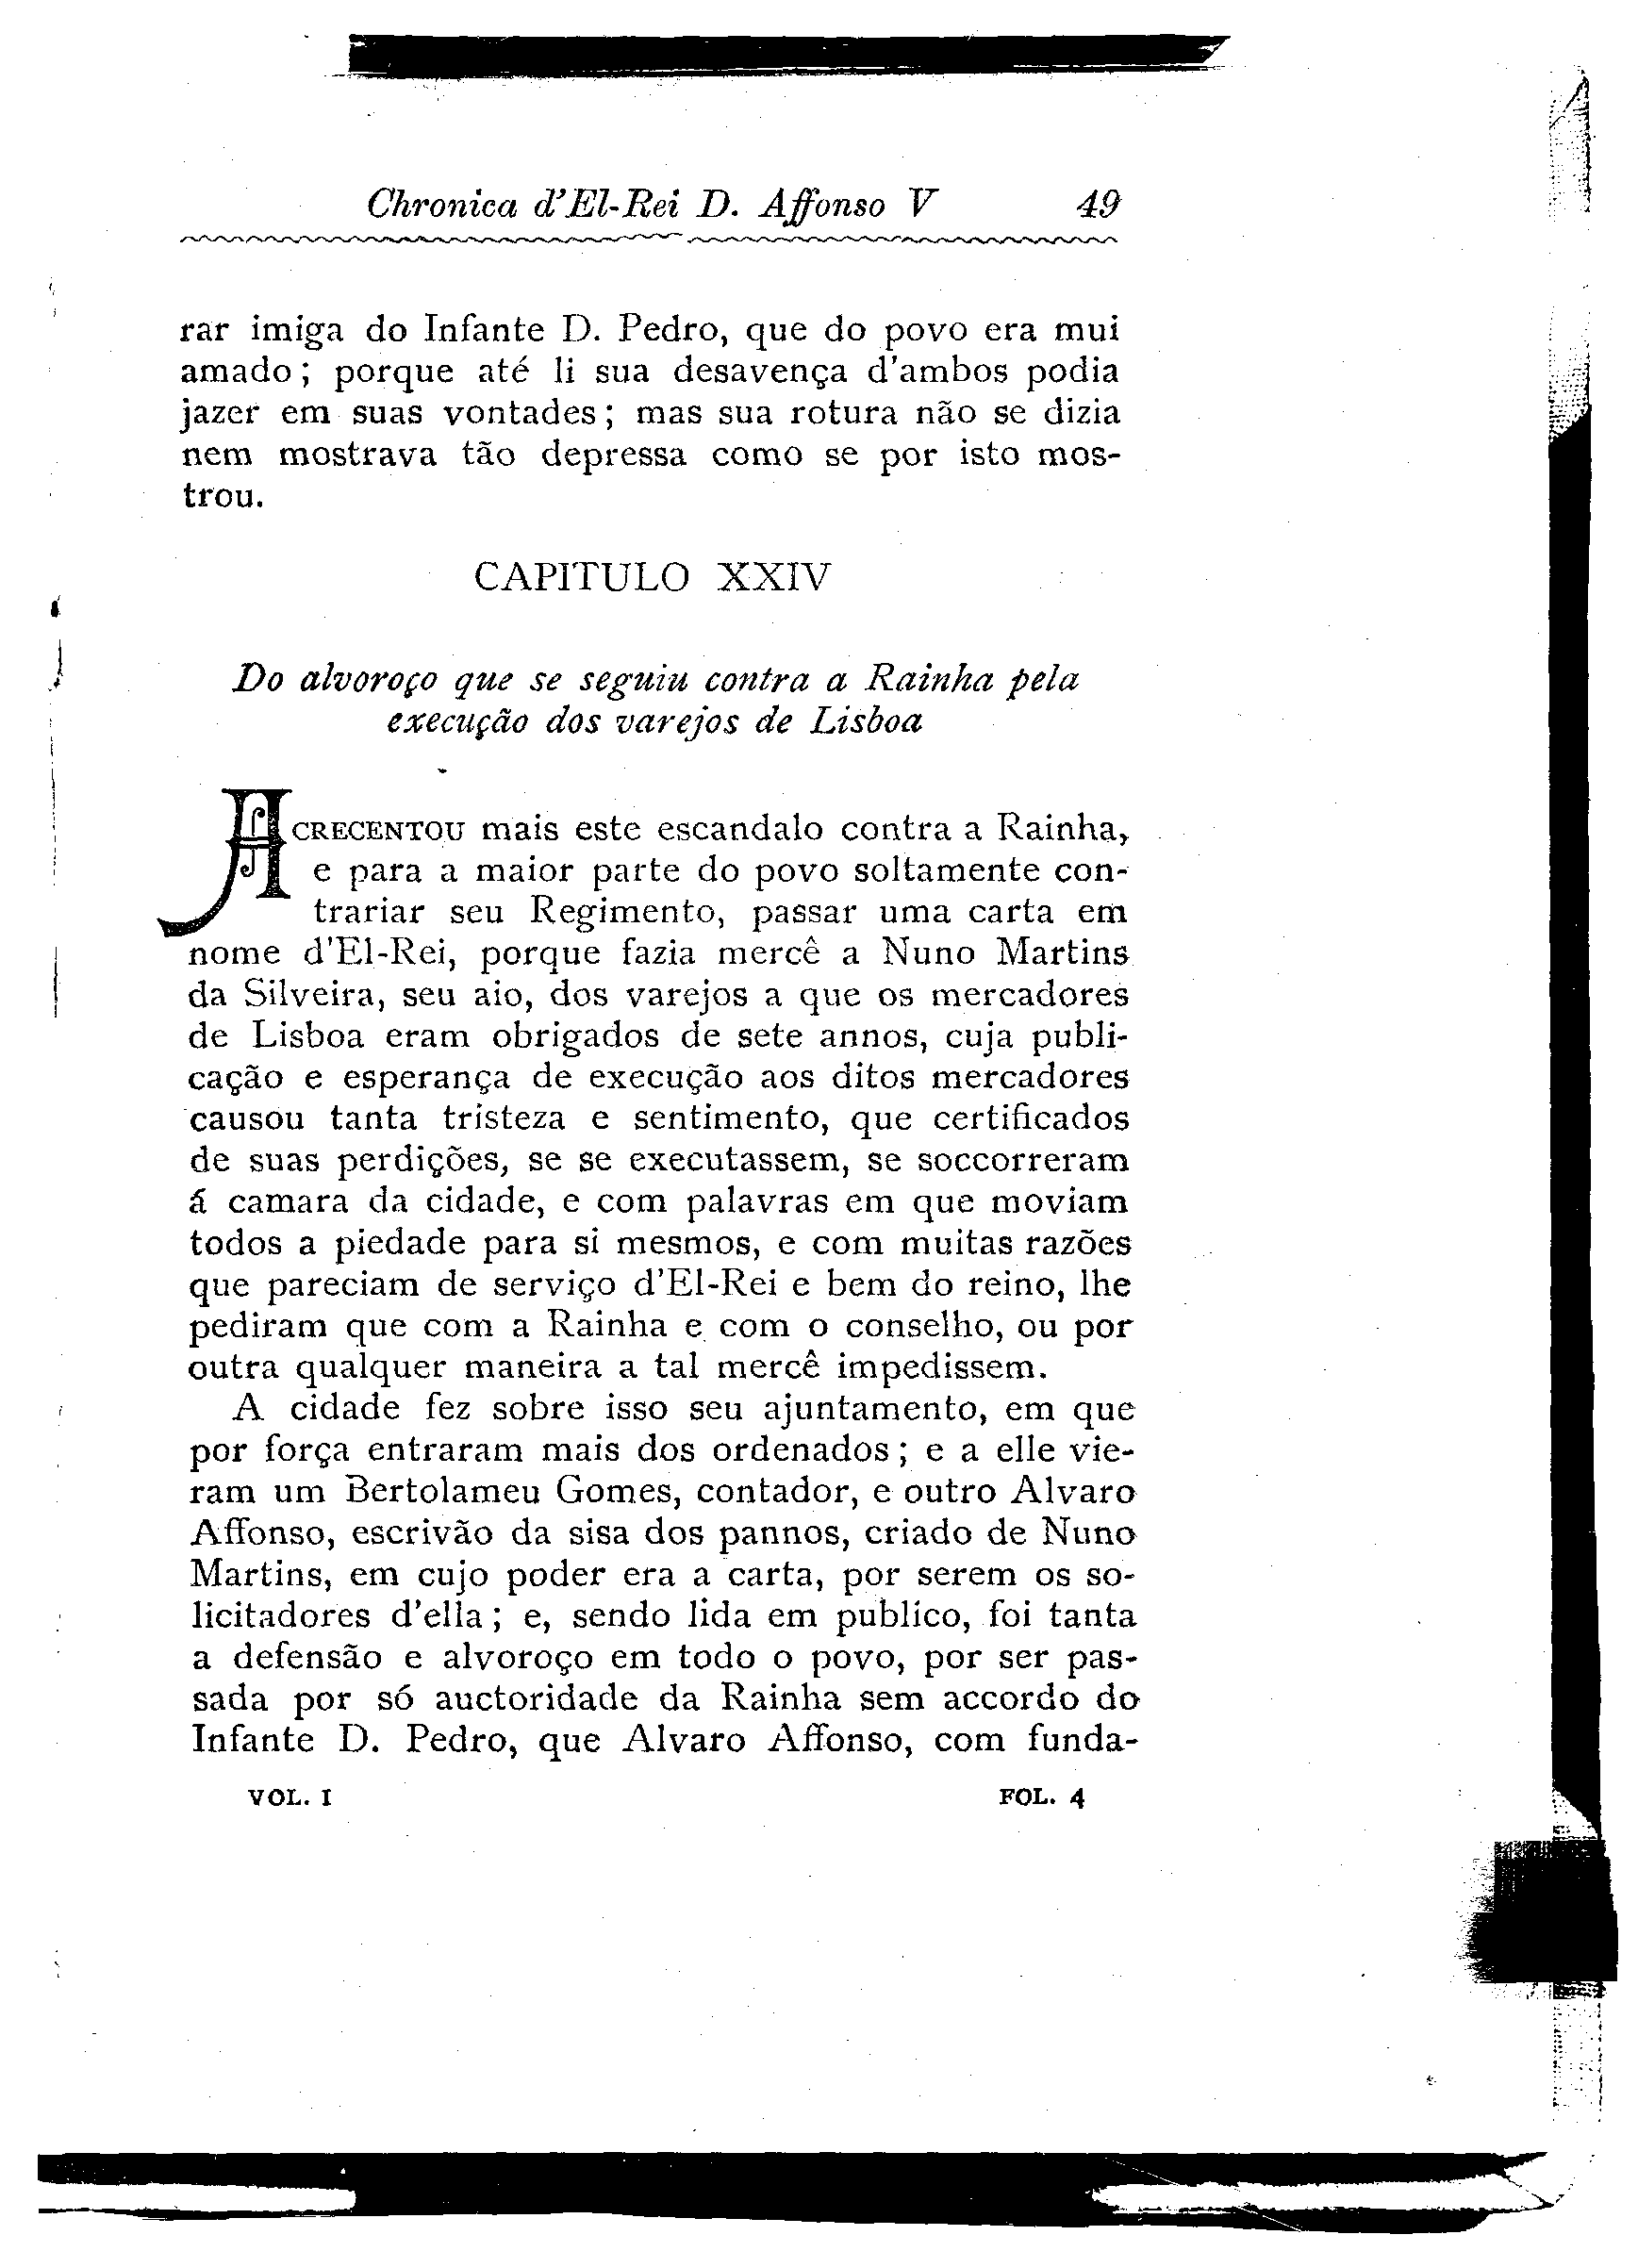 Chronica d'El-Rei D. Affonso V 49
rar imiga do Infante D. Pedro, que do povo era mui
amado; porque até li sua desavença d'ambos podia
jazer em suas vontades; mas sua rotura não se dizia
nem mostrava tão depressa como se por isto mos-
trou.
CAPITULO XXIV
Do alvoroço que se seguiu contra a Rainha pela
execução dos varejos de Lisboa
ACRECENTOU mais este escandalo contra a Rainha,
e para a maior parte do povo soltamente con-
trariar seu Regimento, passar uma carta em
nome d'El-Rei, porque fazia mercê a Nuno Martins
da Silveira, seu aio, dos varejos a que os mercadores
de Lisboa eram obrigados de sete annos, cuja publi-
cação e esperança de execução aos ditos mercadores
causou tanta tristeza e sentimento, que certificados
de suas perdições, se se executassem, se soccorreram
á camara da cidade, e com palavras em que moviam
todos a piedade para si mesmos, e com muitas razões
que pareciam de serviço d'El-Rei e bem do reino, lhe
pediram que com a Rainha e com o conselho, ou por
outra qualquer maneira a tal mercê impedissem.
A cidade fez sobre isso seu ajuntamento, em que
por força entraram mais dos ordenados; e a elle vie-
ram um Bertolameu Gomes, contador, e outro Alvaro
Affonso, escrivão da sisa dos pannos, criado de Nuno
Martins, em cujo poder era a carta, por serem os so-
licitadores d'ella; e, sendo lida em publico, foi tanta
a defensão e alvoroço em todo o povo, por ser pas-
sada por só auctoridade da Rainha sem accordo do
Infante D. Pedro, que Alvaro Affonso, com funda-
VOL. I FOL. 4